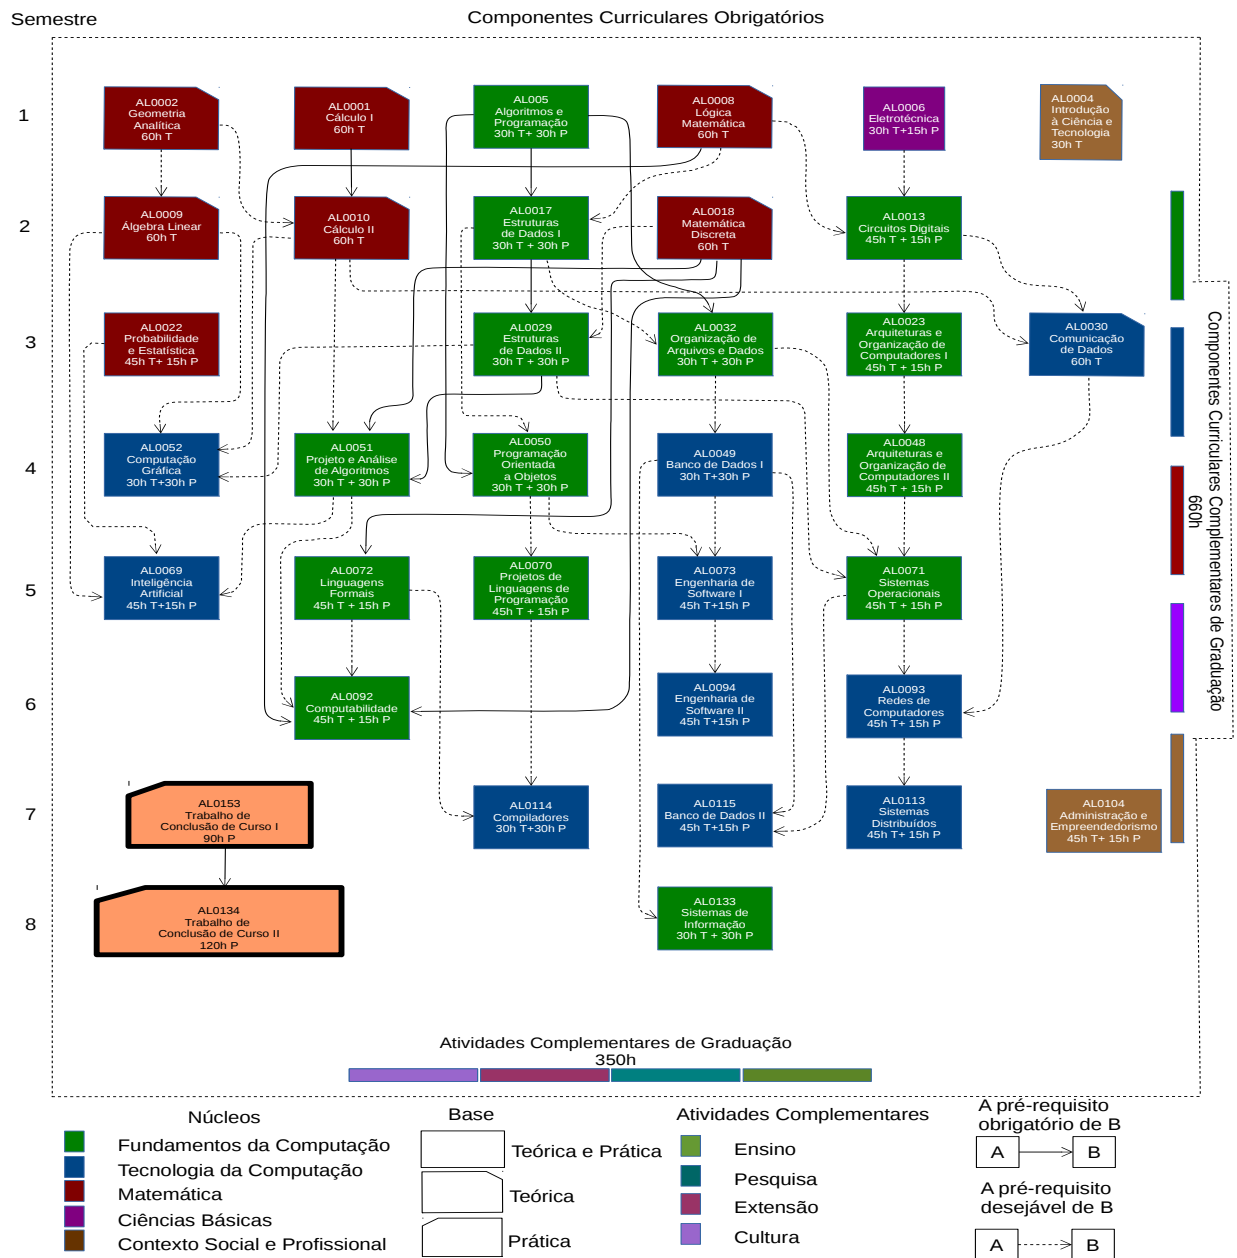 Semestre
Componentes Curriculares Obrigatórios
1
AL0002
Geometria
Analítica
60h T
AL0001
Cálculo I
60h T
AL005
Algoritmos e
Programação
30h T+ 30h P
AL0008
Lógica
Matemática
60h T
AL0006
Eletrotécnica
30h T+15h P
AL0004
Introdução
à Ciência e
Tecnologia
30h T
2
AL0009
Álgebra Linear
60h T
AL0010
Cálculo II
60h T
AL0017
Estruturas
de Dados I
30h T + 30h P
AL0018
Matemática
Discreta
60h T
AL0013
Circuitos Digitais
45h T + 15h P
3
AL0022
Probabilidade
e Estatística
45h T+ 15h P
AL0029
Estruturas
de Dados II
30h T + 30h P
AL0032
Organização de
Arquivos e Dados
30h T + 30h P
AL0023
Arquiteturas e
Organização de
Computadores I
45h T + 15h P
AL0030
Comunicação
de Dados
60h T
4
AL0052
Computação
Gráfica
30h T+30h P
AL0051
Projeto e Análise
de Algoritmos
30h T + 30h P
AL0050
Programação
Orientada
a Objetos
30h T + 30h P
AL0049
Banco de Dados I
30h T+30h P
AL0048
Arquiteturas e
Organização de
Computadores II
45h T + 15h P
5
AL0069
Inteligência
Artificial
45h T+15h P
AL0072
Linguagens
Formais
45h T + 15h P
AL0070
Projetos de
Linguagens de
Programação
45h T + 15h P
AL0073
Engenharia de
Software I
45h T+15h P
AL0071
Sistemas
Operacionais
45h T + 15h P
6
AL0092
Computabilidade
45h T + 15h P
AL0094
Engenharia de
Software II
45h T+15h P
AL0093
Redes de
Computadores
45h T + 15h P
7
AL0153
Trabalho de
Conclusão de Curso I
90h P
AL0114
Compiladores
30h T+30h P
AL0115
Banco de Dados II
45h T+15h P
AL0113
Sistemas
Distribuídos
45h T+ 15h P
AL0104
Administração e
Empreendedorismo
45h T+ 15h P
8
AL0134
Trabalho de
Conclusão de Curso II
120h P
AL0133
Sistemas de
Informação
30h T + 30h P
Componentes Curriculares Complementares de Graduação
660h
Atividades Complementares de Graduação
350h
Núcleos
Fundamentos da Computação
Tecnologia da Computação
Matemática
Ciências Básicas
Contexto Social e Profissional
Base
Teórica e Prática
Teórica
Prática
Atividades Complementares
Ensino
Pesquisa
Extensão
Cultura
A pré-requisito
obrigatório de B
A
B
A pré-requisito
desejável de B
A
B